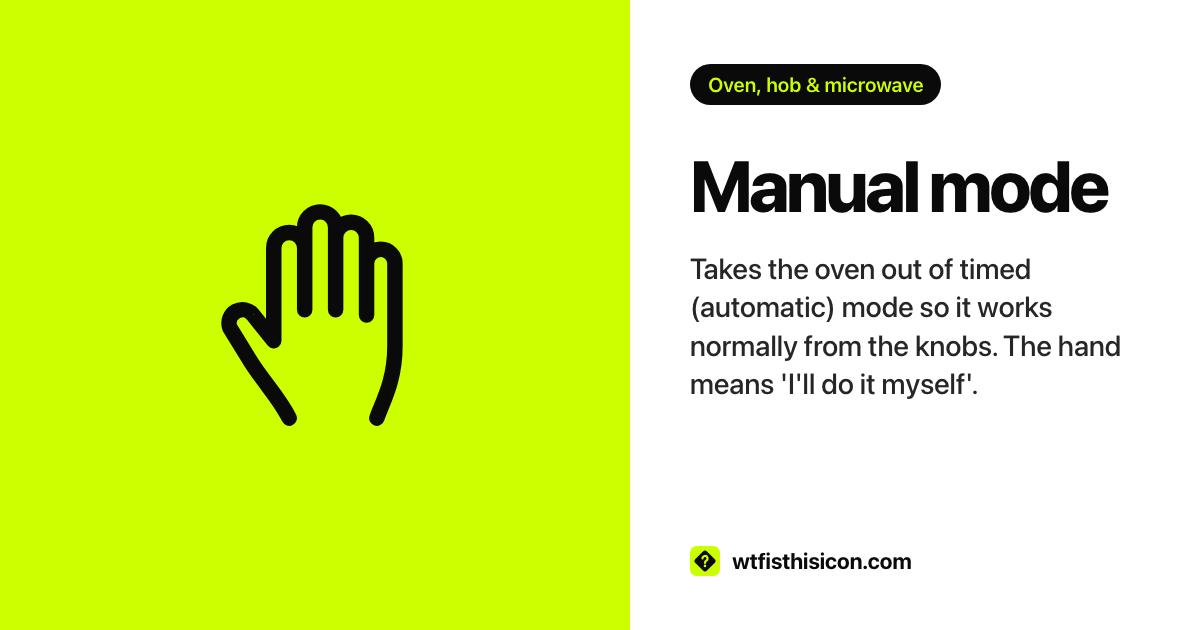 Oven, hob & microwave
Manual mode
Takes the oven out of timed
(automatic) mode so it works
normally from the knobs. The hand
means 'I'll do it myself'.
?
wtfisthisicon.com